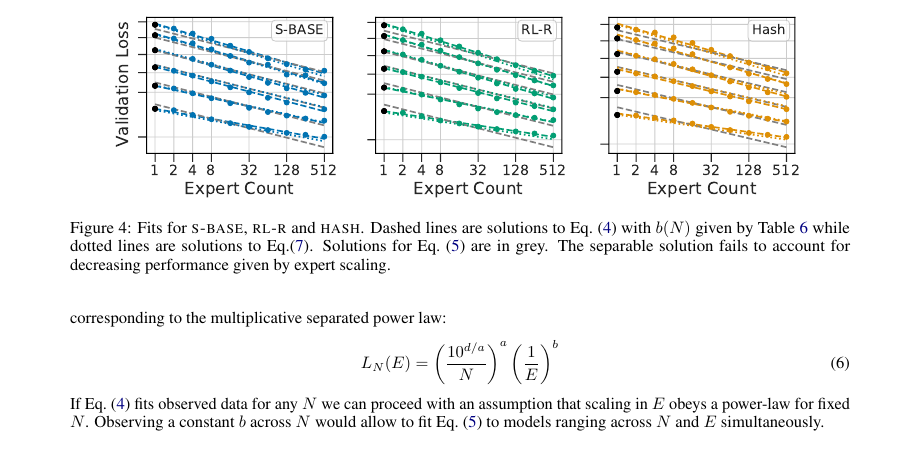 Validation Loss
S-BASE
1 2 4 8 32 128 512
Expert Count
RL-R
1 2 4 8 32 128 512
Expert Count
Hash
1 2 4 8 32 128 512
Expert Count
Figure 4: Fits for S-BASE, RL-R and HASH. Dashed lines are solutions to Eq. (4) with b(N) given by Table 6 while
dotted lines are solutions to Eq.(7). Solutions for Eq. (5) are in grey. The separable solution fails to account for
decreasing performance given by expert scaling.
corresponding to the multiplicative separated power law:
L_N(E) = (10^{d/a}/N)^a (1/E)^b (6)
If Eq. (4) fits observed data for any N we can proceed with an assumption that scaling in E obeys a power-law for fixed
N. Observing a constant b across N would allow to fit Eq. (5) to models ranging across N and E simultaneously.